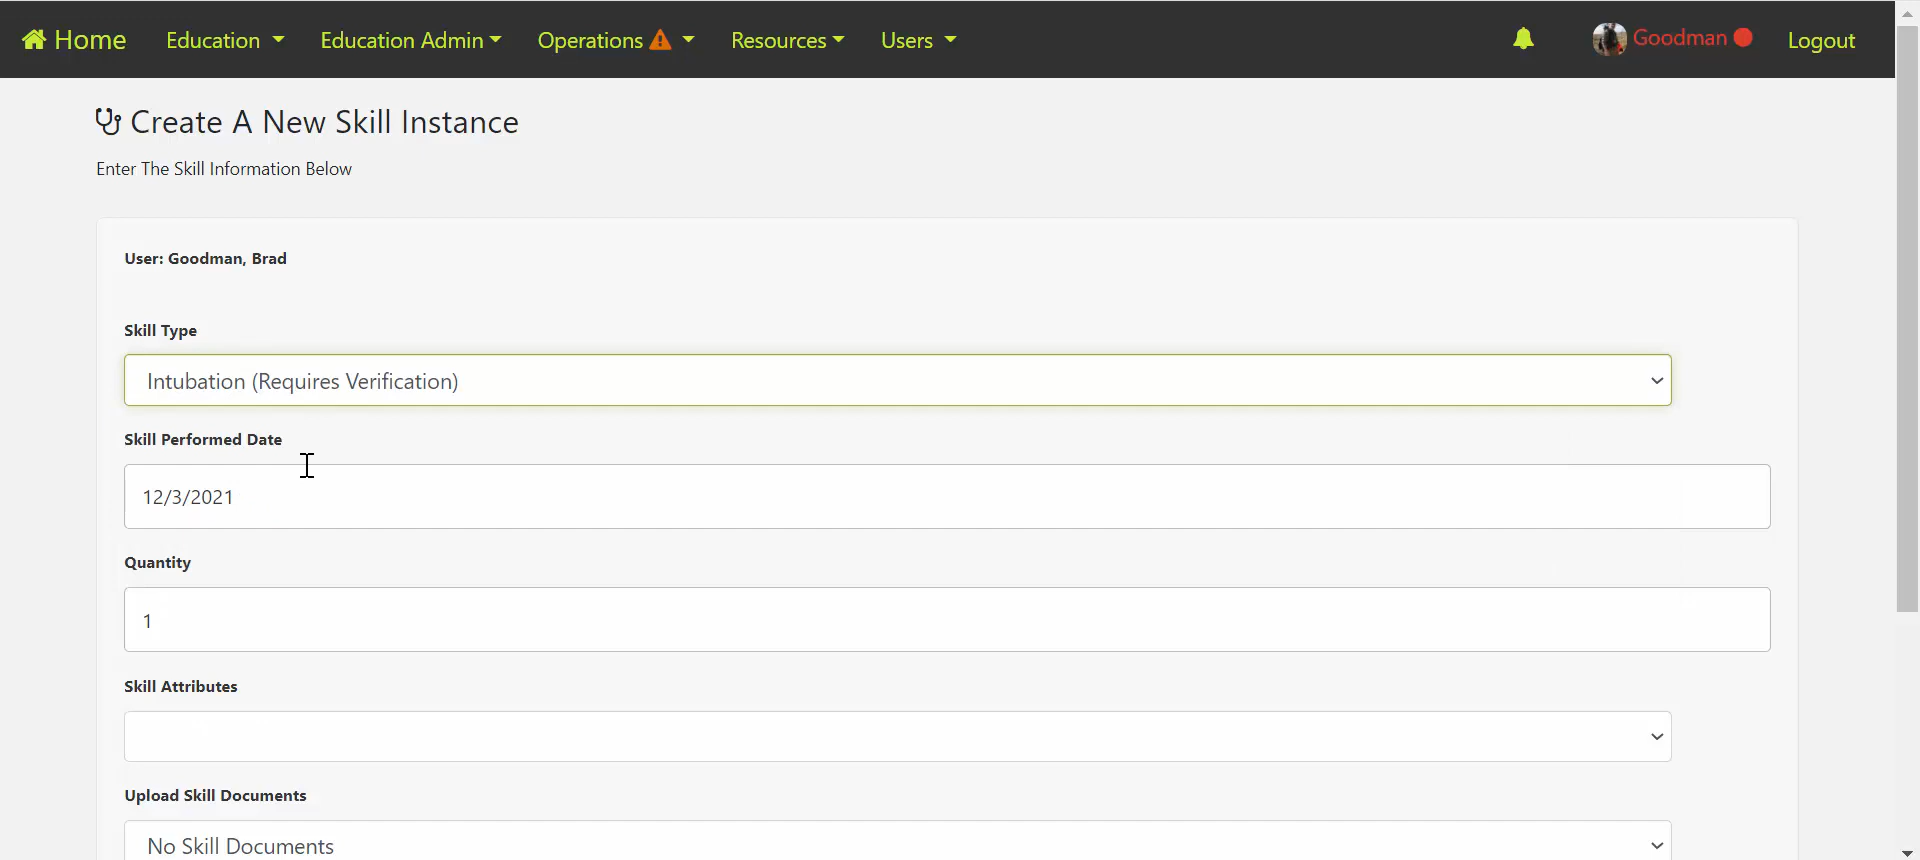 Home Education Education Admin Operations Resources Users Goodman Logout
Create A New Skill Instance
Enter The Skill Information Below
User: Goodman, Brad
Skill Type
Intubation (Requires Verification)
Skill Performed Date
12/3/2021
Quantity
1
Skill Attributes
Upload Skill Documents
No Skill Documents